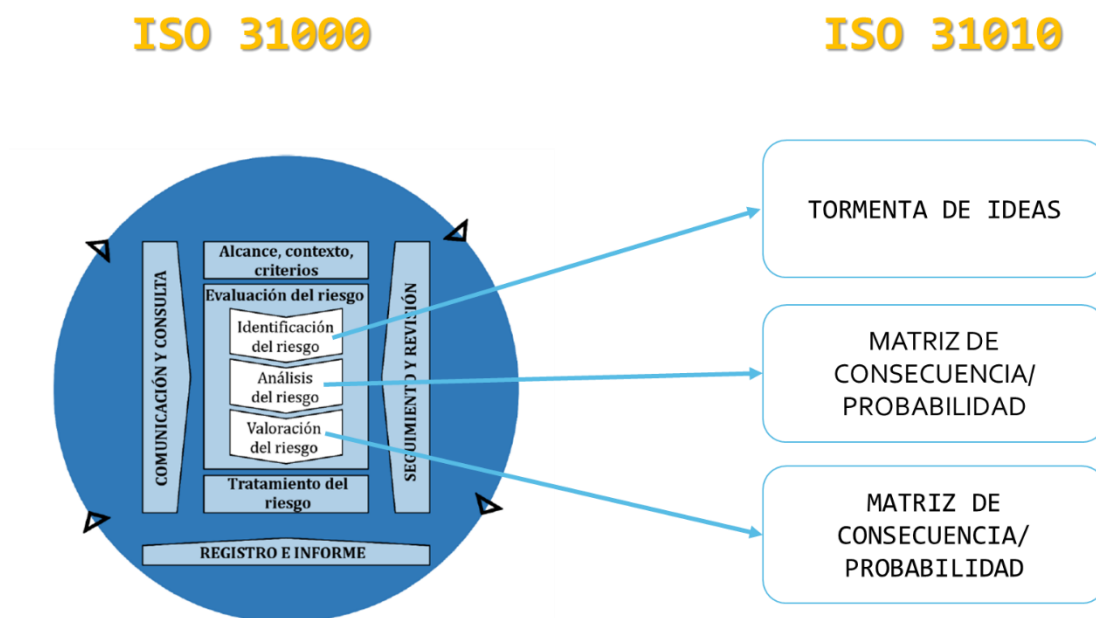 ISO 31000
ISO 31010
Alcance, contexto,
criterios
Evaluación del riesgo
Identificación
del riesgo
Análisis
del riesgo
Valoración
del riesgo
Tratamiento del
riesgo
COMUNICACIÓN Y CONSULTA
SEGUIMIENTO Y REVISIÓN
REGISTRO E INFORME
TORMENTA DE IDEAS
MATRIZ DE
CONSECUENCIA/
PROBABILIDAD
MATRIZ DE
CONSECUENCIA/
PROBABILIDAD